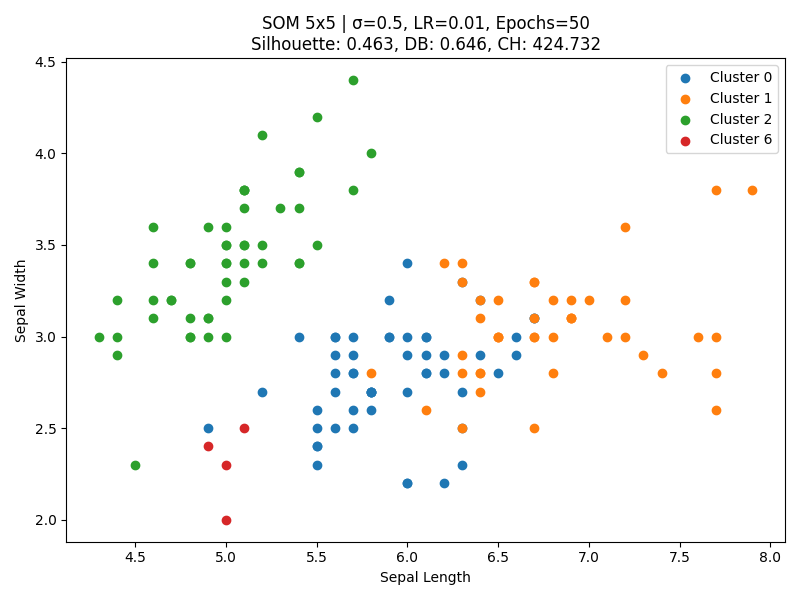 SOM 5x5 | σ=0.5, LR=0.01, Epochs=50
Silhouette: 0.463, DB: 0.646, CH: 424.732
Cluster 0
Cluster 1
Cluster 2
Cluster 6
4.5
4.0
3.5
3.0
2.5
2.0
Sepal Width
4.5 5.0 5.5 6.0 6.5 7.0 7.5 8.0
Sepal Length